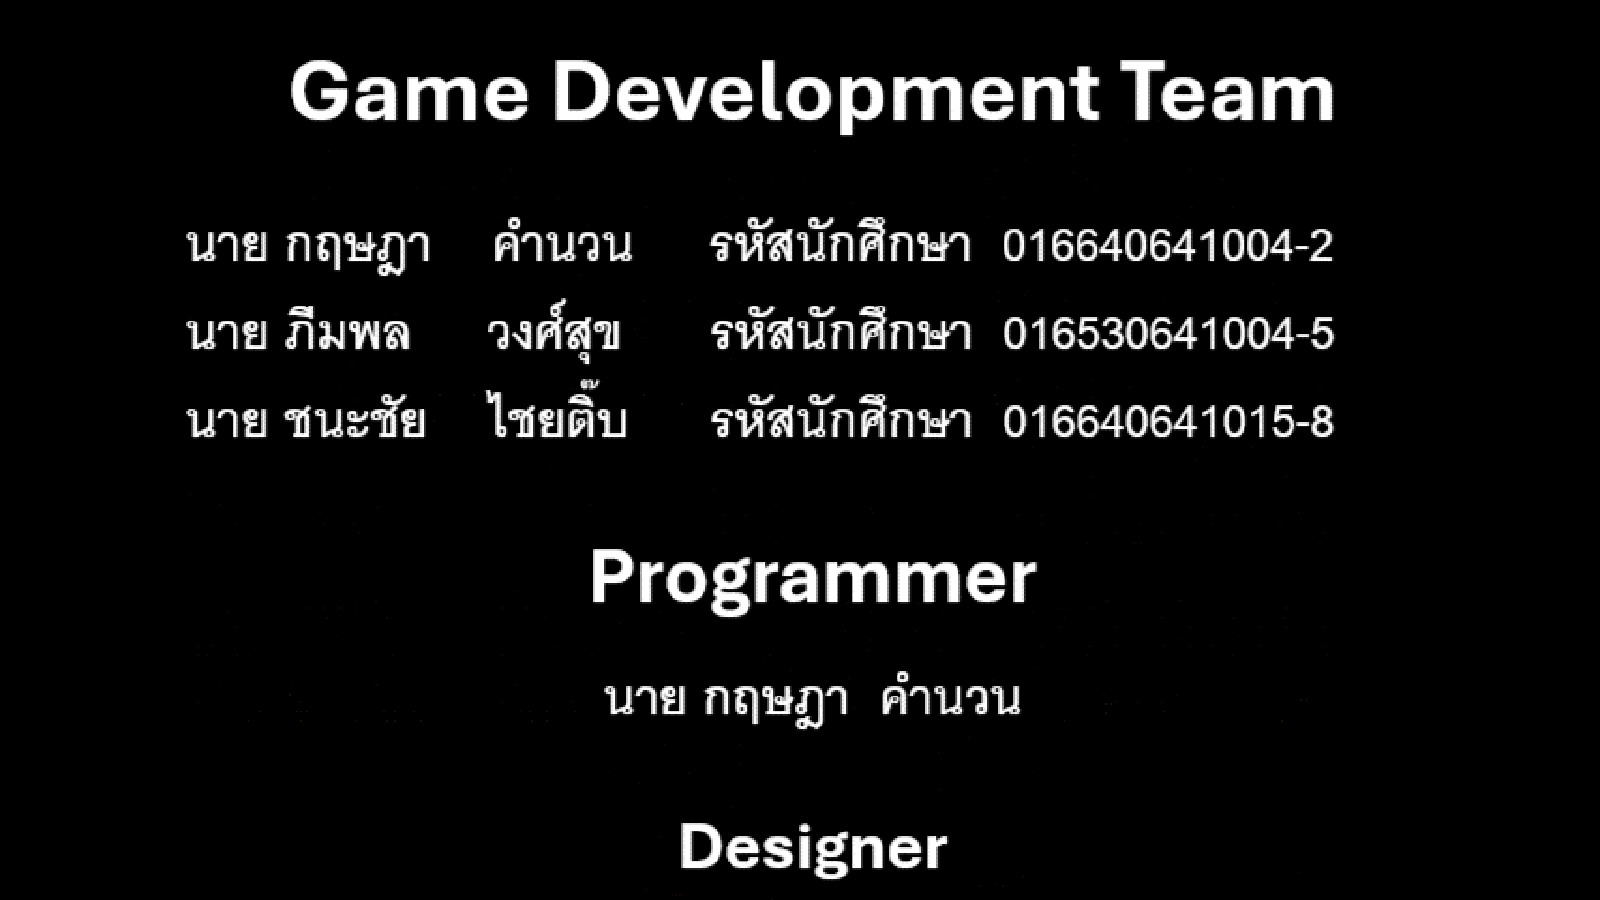 Game Development Team
นาย กฤษฎา คำนวน รหัสนักศึกษา 016640641004-2
นาย ภีมพล วงศ์สุข รหัสนักศึกษา 016530641004-5
นาย ชนะชัย ไชยติ๊บ รหัสนักศึกษา 016640641015-8
Programmer
นาย กฤษฎา คำนวน
Designer